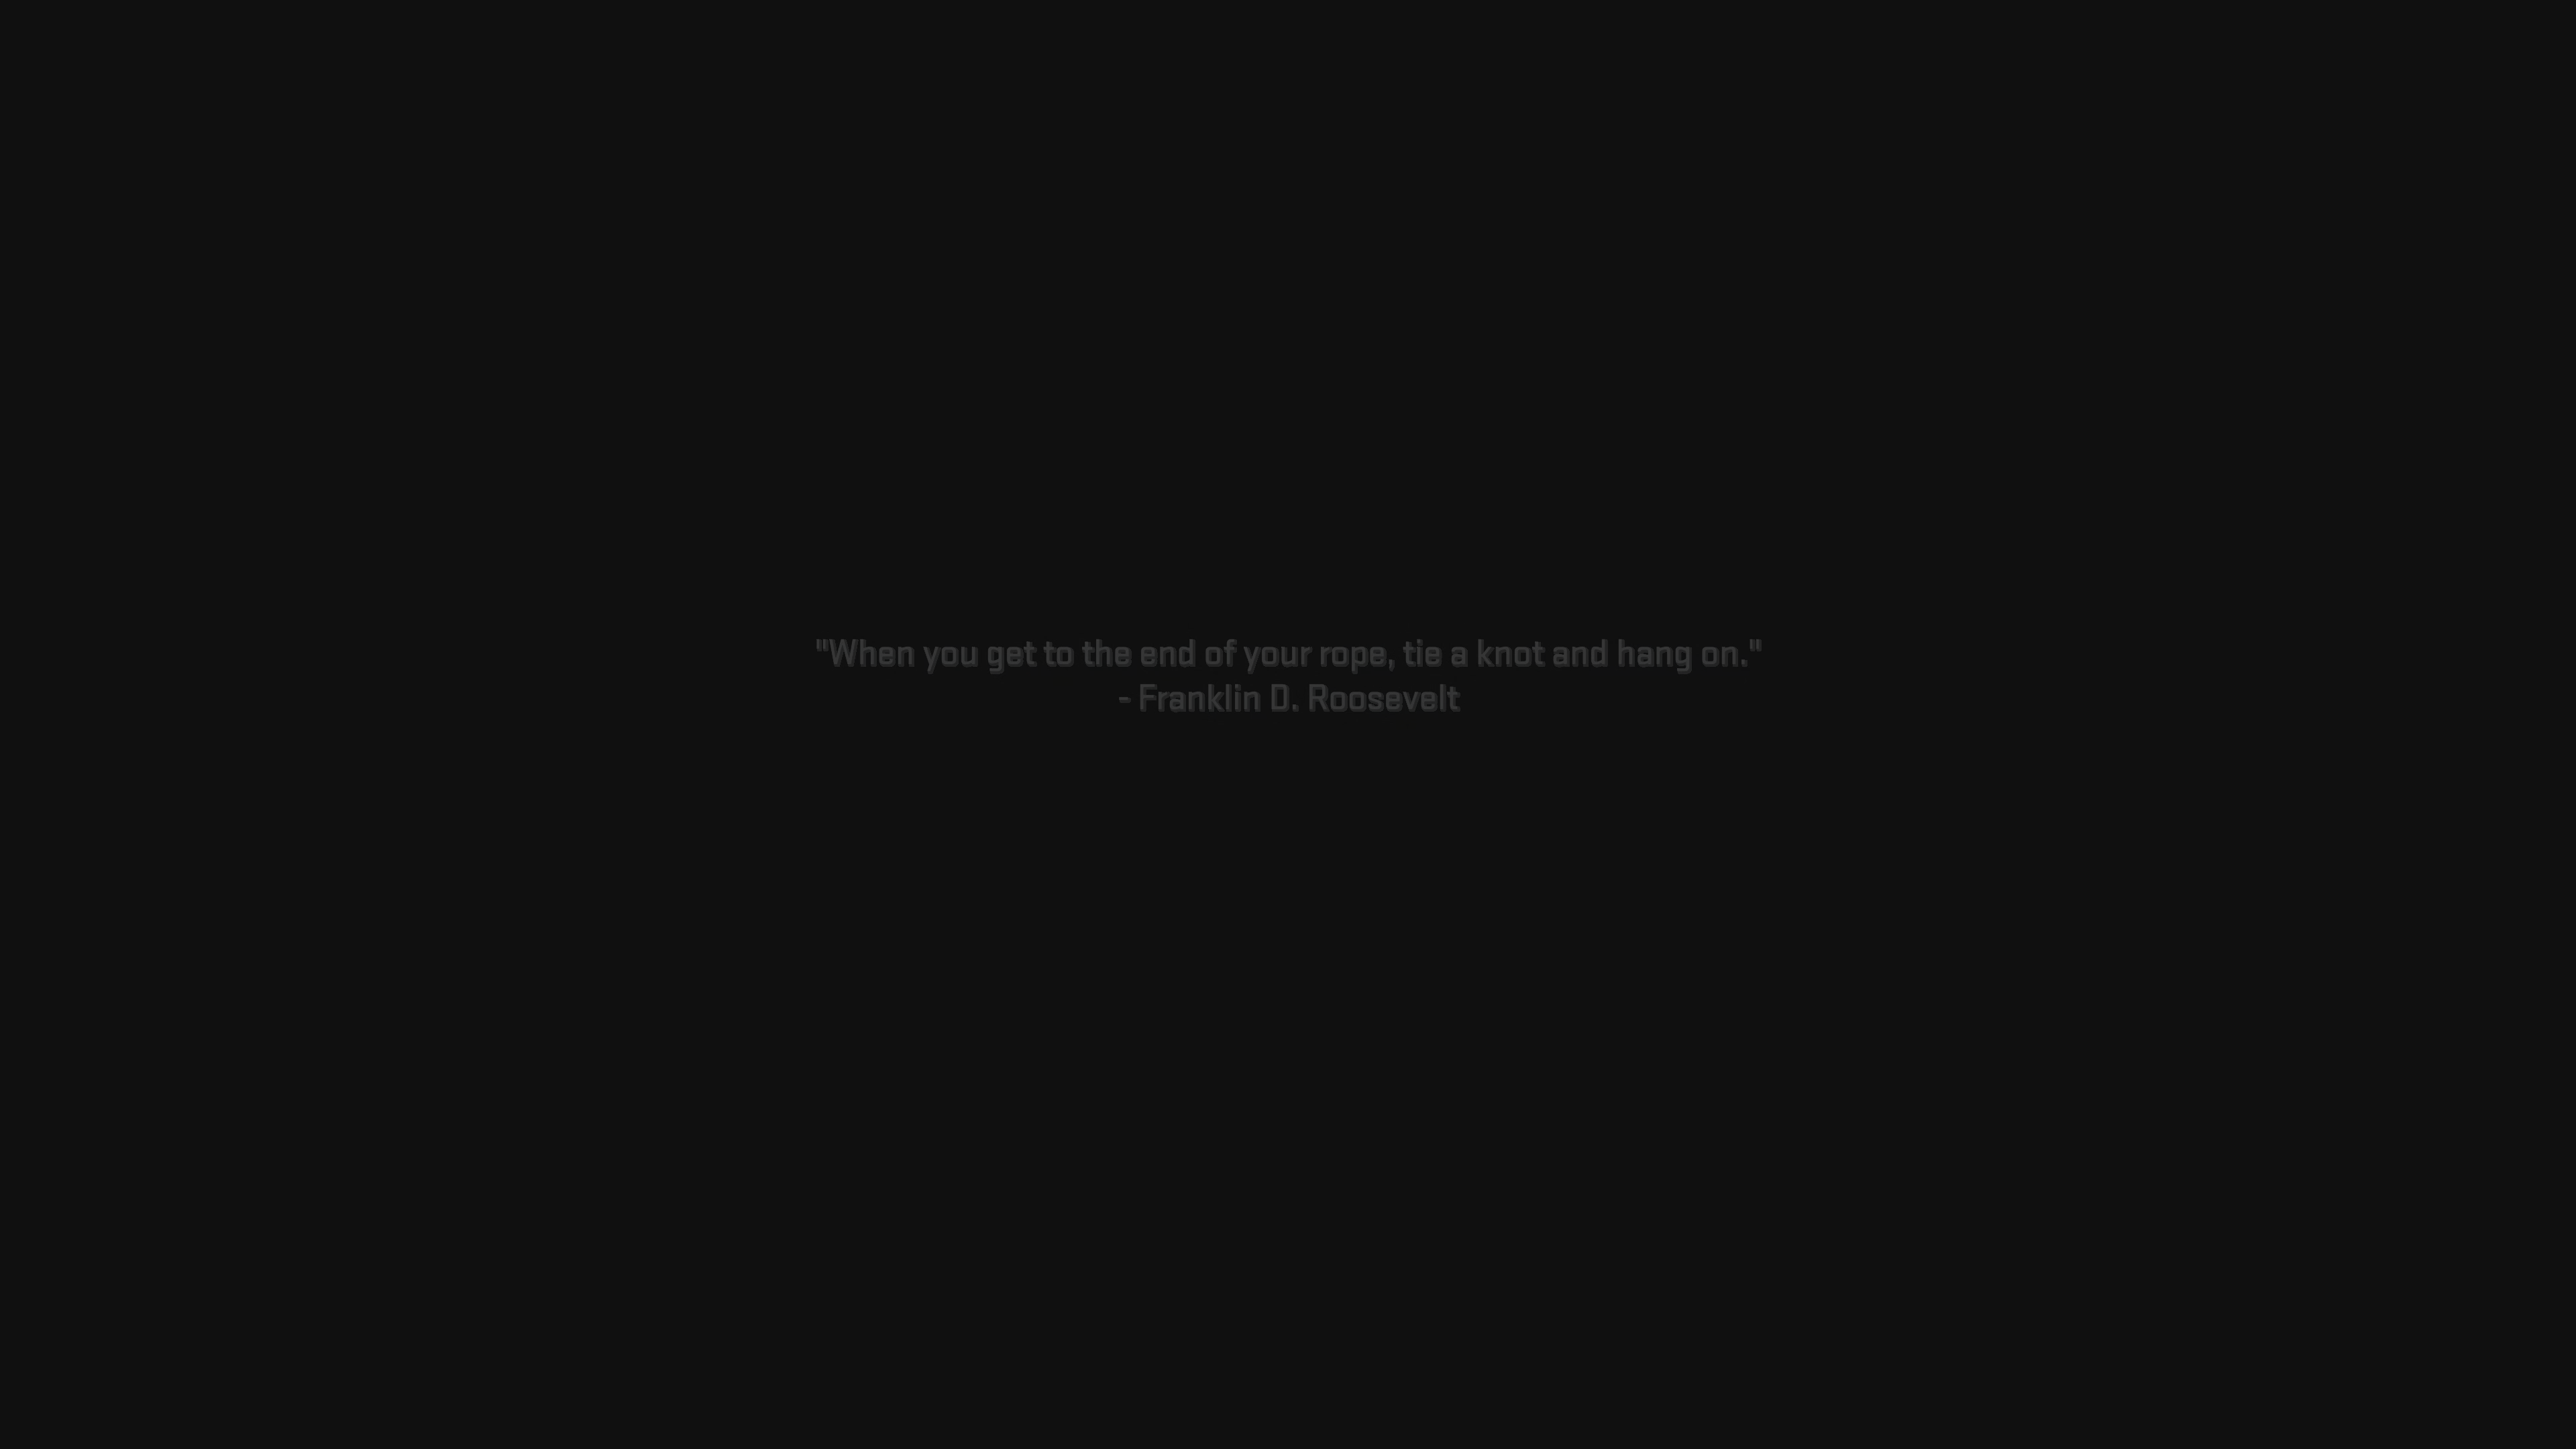 "When you get to the end of your rope, tie a knot and hang on."
- Franklin D. Roosevelt